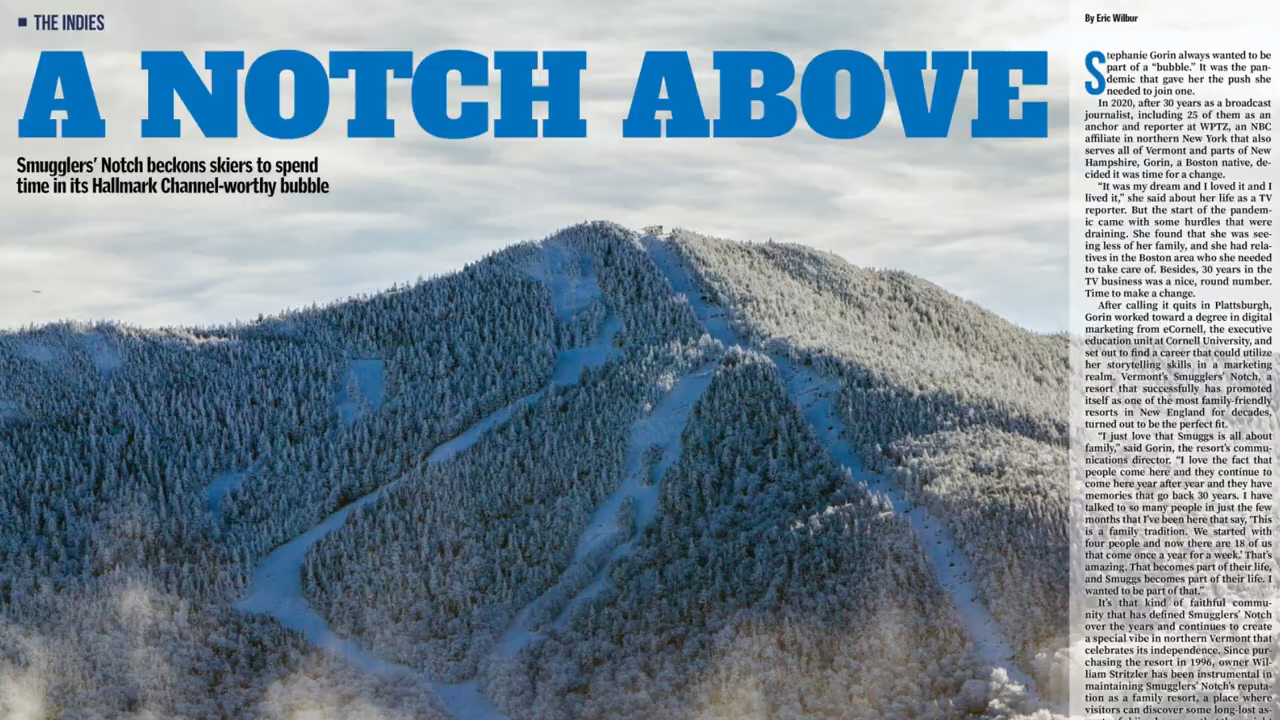 THE INDIES
A NOTCH ABOVE
Smugglers' Notch beckons skiers to spend
time in its Hallmark Channel-worthy bubble
By Eric Wilbur
Stephanie Gorin always wanted to be
part of a “bubble.” It was the pan-
demic that gave her the push she
needed to join one.
In 2020, after 30 years as a broadcast
journalist, including 25 of them as an
anchor and reporter at WPTZ, an NBC
affiliate in northern New York that also
serves all of Vermont and parts of New
Hampshire, Gorin, a Boston native, de-
cided it was time for a change.
“It was my dream and I loved it and I
lived it,” she said about her life as a TV
reporter. But the start of the pandem-
ic came with some hurdles that were
draining. She found that she was see-
ing less of her family, and she had rela-
tives in the Boston area who she needed
to take care of. Besides, 30 years in the
TV business was a nice, round number.
Time to make a change.
After calling it quits in Plattsburgh,
Gorin worked toward a degree in digital
marketing from eCornell, the executive
education unit at Cornell University, and
set out to find a career that could utilize
her storytelling skills in a marketing
realm. Vermont's Smugglers' Notch, a
resort that successfully has promoted
itself as one of the most family-friendly
resorts in New England for decades,
turned out to be the perfect fit.
“I just love that Smuggs is all about
family,” said Gorin, the resort's commu-
nications director. “I love the fact that
people come here and they continue to
come here year after year and they have
memories that go back 30 years. I have
talked to so many people in just the few
months that I've been here that say, ‘This
is a family tradition. We started with
four people and now there are 18 of us
that come once a year for a week.’ That's
amazing. That becomes part of their life,
and Smuggs becomes part of their life. I
wanted to be part of that.”
It's that kind of faithful commu-
nity that has defined Smugglers' Notch
over the years and continues to create
a special vibe in northern Vermont that
celebrates its independence. Since pur-
chasing the resort in 1996, owner Wil-
liam Stritzler has been instrumental in
maintaining Smugglers' Notch's reputa-
tion as a family resort, a place where
visitors can discover some long-lost as-